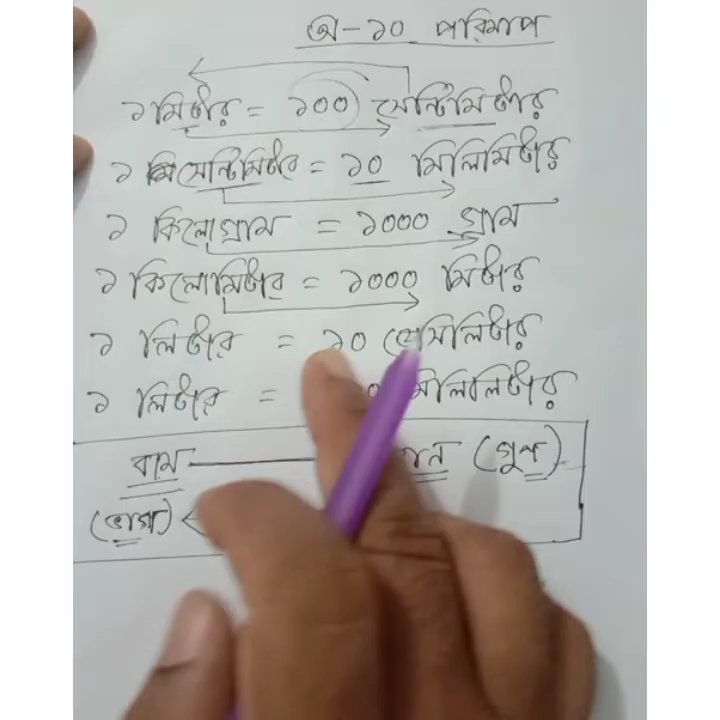 অ-১০ পরিমাপ
১ মিটার = ১০০ সেন্টিমিটার
১ সেন্টিমিটার = ১০ মিলিমিটার
১ কিলোগ্রাম = ১০০০ গ্রাম
১ কিলোমিটার = ১০০০ মিটার
১ লিটার = ১০ ডেসিলিটার
১ লিটার = মিলিলিটার
বাম (গুণ)
(ভাগ)